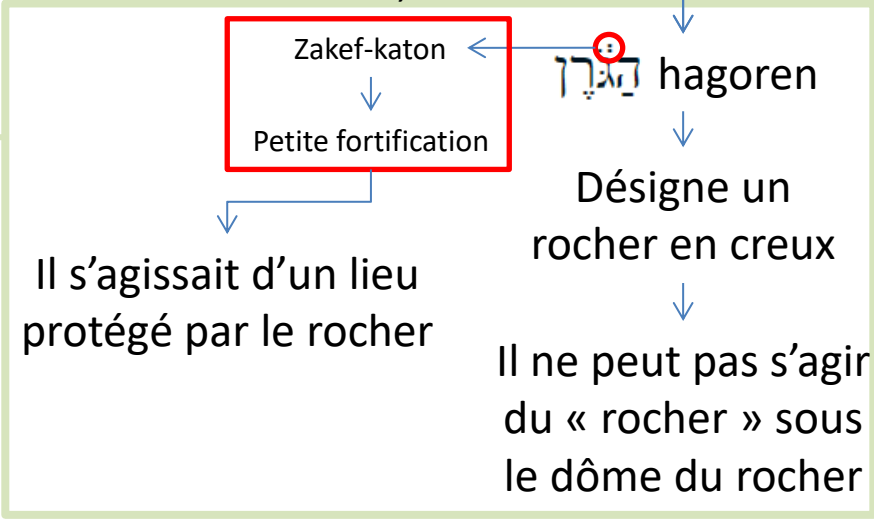 Zakef-katon
Petite fortification
הַגֹּ֔רֶן hagoren
Désigne un
rocher en creux
Il s’agissait d’un lieu
protégé par le rocher
Il ne peut pas s’agir
du « rocher » sous
le dôme du rocher